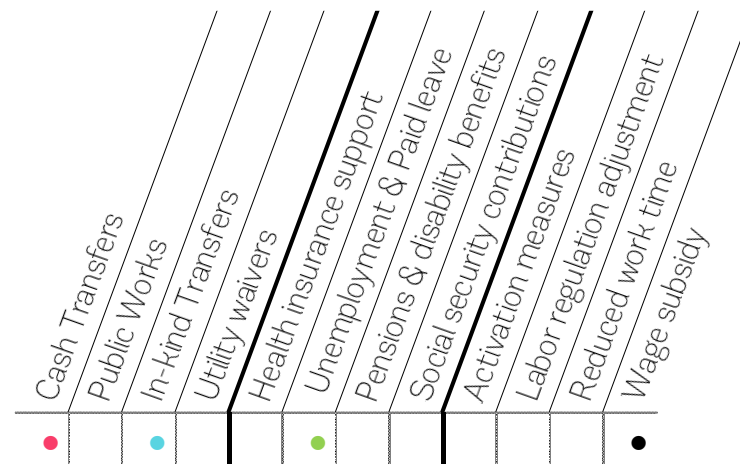 Cash Transfers
Public Works
In-kind Transfers
Utility waivers
Health insurance support
Unemployment & Paid leave
Pensions & disability benefits
Social security contributions
Activation measures
Labor regulation adjustment
Reduced work time
Wage subsidy